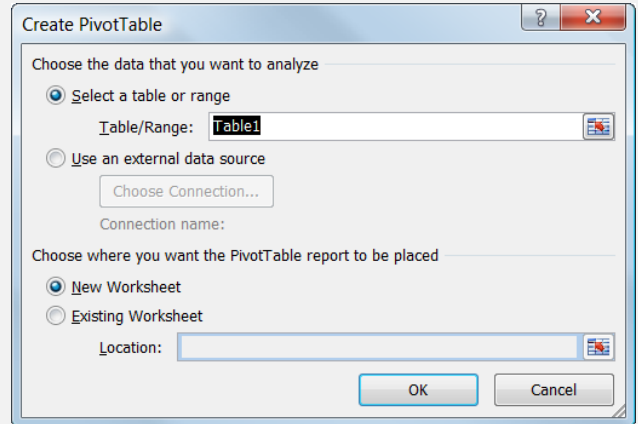 Create PivotTable
Choose the data that you want to analyze
Select a table or range
Table/Range: Table1
Use an external data source
Choose Connection...
Connection name:
Choose where you want the PivotTable report to be placed
New Worksheet
Existing Worksheet
Location:
OK Cancel